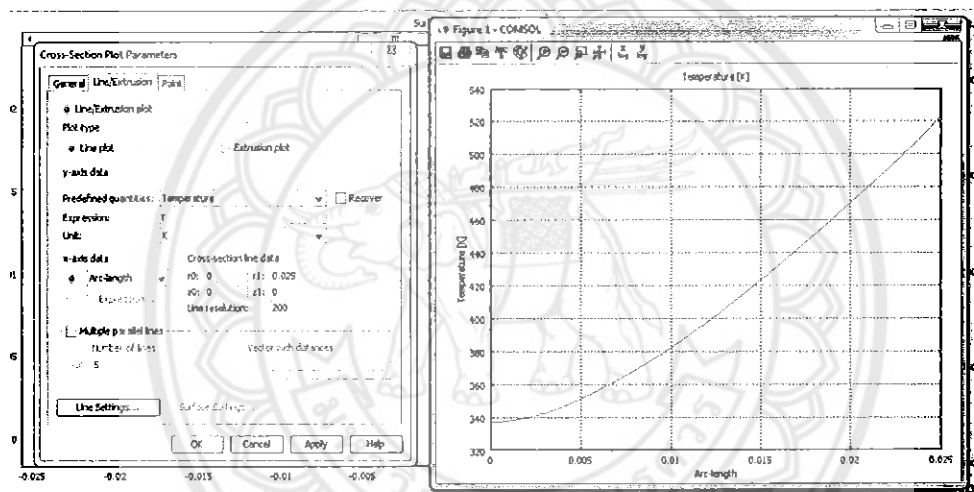 Cross-Section Plot Parameters
General Line/Extrusion Point
Line/Extrusion plot
Plot type
Line plot Extrusion plot
y-axis data
Predefined quantities: Temperature Recover
Expression: T
Unit: K
x-axis data Cross-section line data
Arc-length r0: 0 r1: 0.025
Expression... z0: 0 z1: 0
Line resolution: 200
Multiple parallel lines
Number of lines Vector with distances
5
Line Settings... Surface Settings...
OK Cancel Apply Help
-0.025 -0.02 -0.015 -0.01 -0.005
Figure 1 - COMSOL
Temperature [K]
540
520
500
480
460
440
420
400
380
360
340
320
Temperature [K]
0 0.005 0.01 0.015 0.02 0.025
Arc-length